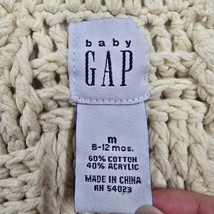 baby
GAP
m
6-12 mos.
60% COTTON
40% ACRYLIC
MADE IN CHINA
RN 54023